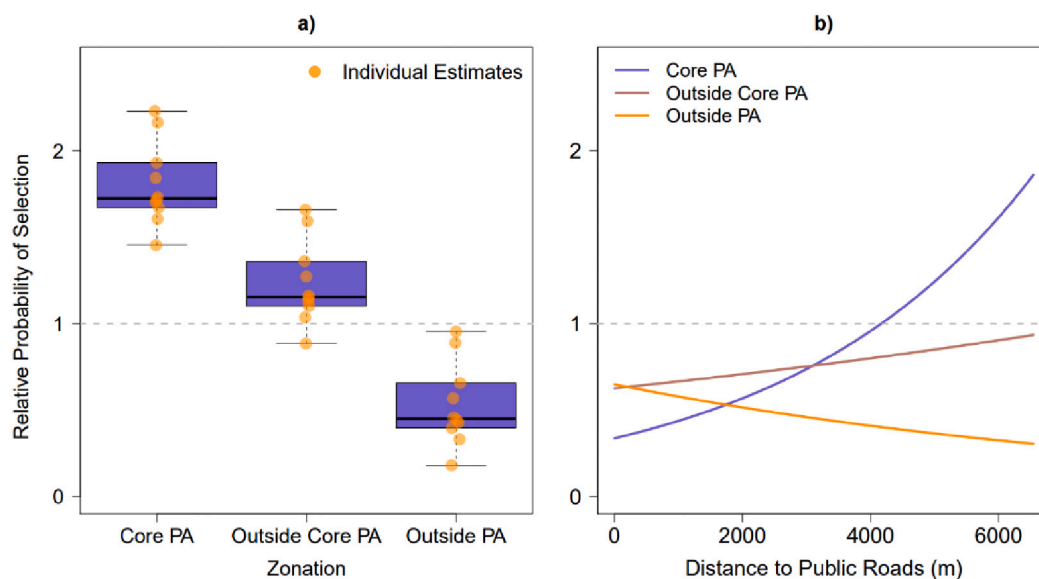 a)
Relative Probability of Selection
2
1
0
Individual Estimates
Core PA
Outside Core PA
Outside PA
Zonation
b)
2
1
0
Core PA
Outside Core PA
Outside PA
0 2000 4000 6000
Distance to Public Roads (m)